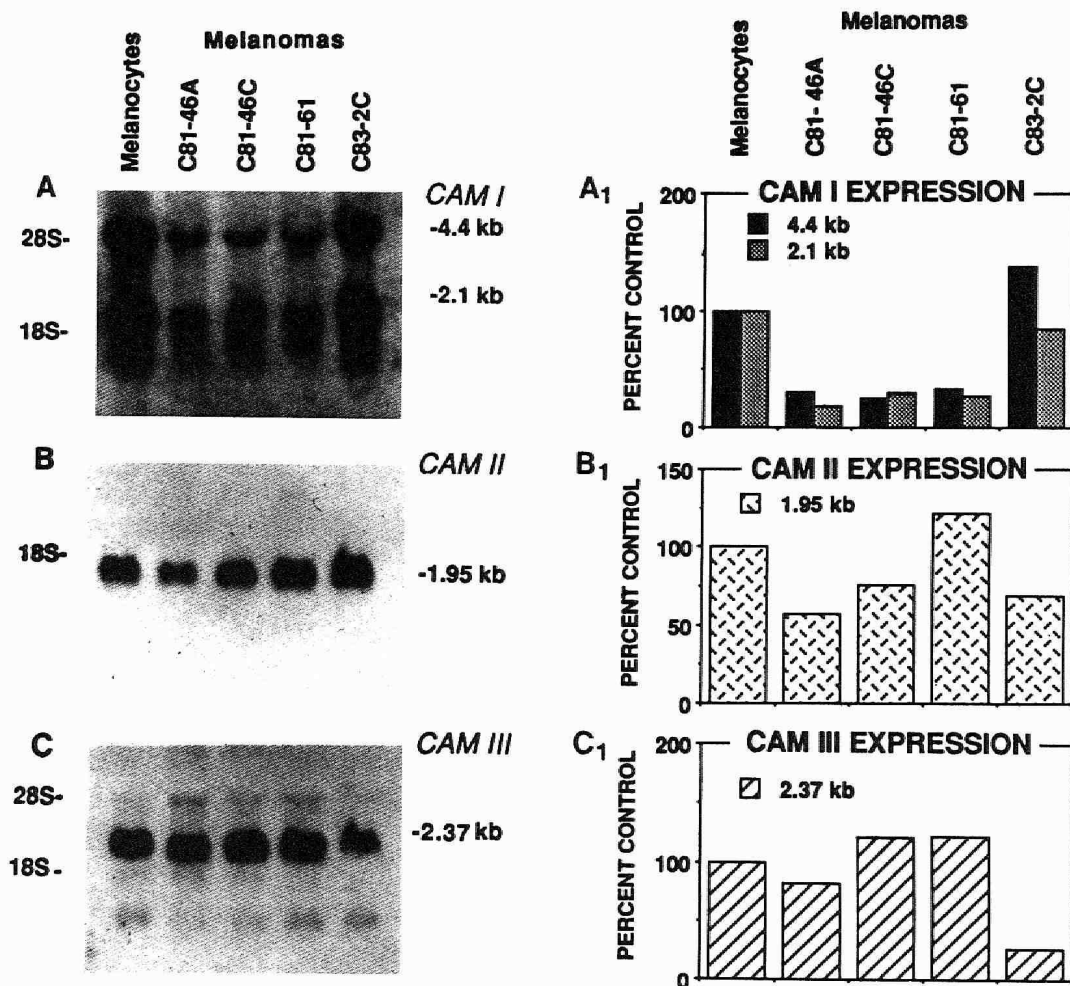 Melanomas
Melanocytes
C81-46A
C81-46C
C81-61
C83-2C
A
CAM I
28S-
-4.4 kb
-2.1 kb
18S-
B
CAM II
18S-
-1.95 kb
C
CAM III
28S-
-2.37 kb
18S -
Melanomas
Melanocytes
C81- 46A
C81-46C
C81-61
C83-2C
A1
CAM I EXPRESSION
4.4 kb
2.1 kb
PERCENT CONTROL
200
100
0
B1
CAM II EXPRESSION
1.95 kb
PERCENT CONTROL
150
100
50
0
C1
CAM III EXPRESSION
2.37 kb
PERCENT CONTROL
200
100
0